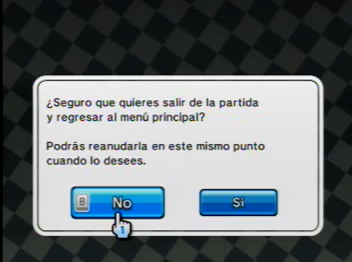 ¿Seguro que quieres salir de la partida
y regresar al menú principal?
Podrás reanudarla en este mismo punto
cuando lo desees.
B No Sí
1